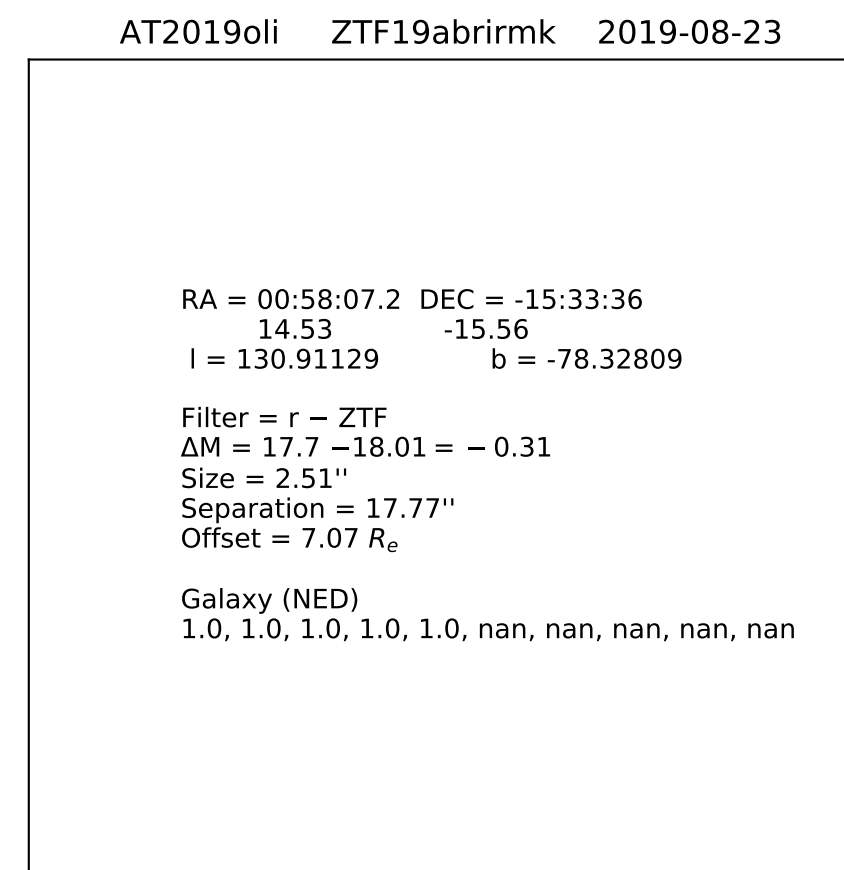 AT2019oli ZTF19abrirmk 2019-08-23
RA = 00:58:07.2 DEC = -15:33:36
14.53 -15.56
l = 130.91129 b = -78.32809
Filter = r − ZTF
ΔM = 17.7 −18.01 = − 0.31
Size = 2.51''
Separation = 17.77''
Offset = 7.07 Rₑ
Galaxy (NED)
1.0, 1.0, 1.0, 1.0, 1.0, nan, nan, nan, nan, nan